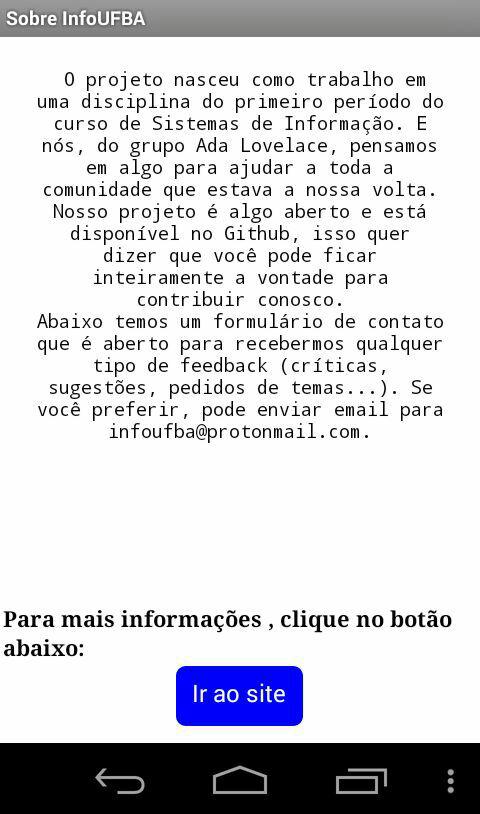 Sobre InfoUFBA
O projeto nasceu como trabalho em
uma disciplina do primeiro período do
curso de Sistemas de Informação. E
nós, do grupo Ada Lovelace, pensamos
em algo para ajudar a toda a
comunidade que estava a nossa volta.
Nosso projeto é algo aberto e está
disponível no Github, isso quer
dizer que você pode ficar
inteiramente a vontade para
contribuir conosco.
Abaixo temos um formulário de contato
que é aberto para recebermos qualquer
tipo de feedback (críticas,
sugestões, pedidos de temas...). Se
você preferir, pode enviar email para
infoufba@protonmail.com.
Para mais informações , clique no botão
abaixo:
Ir ao site